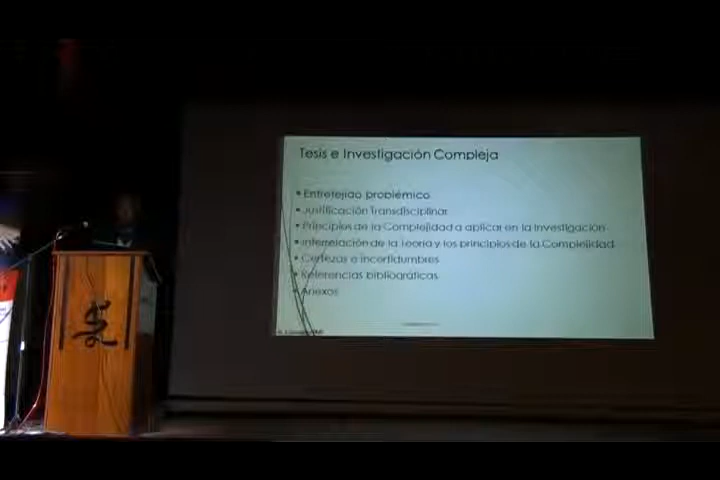 Tesis e Investigación Compleja
• Entretejido problémico
• Justificación Transdisciplinar
• Principios de la Complejidad a aplicar en la Investigación
• Interrelación de la Teoría y los principios de la Complejidad
• Certezas e incertidumbres
• Referencias bibliográficas
• Anexos